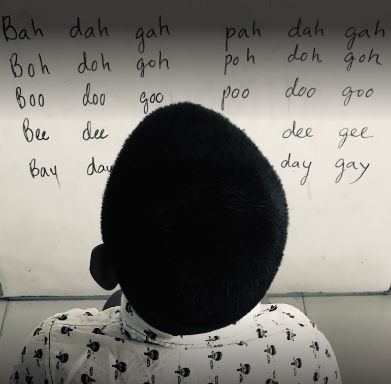 Bah dah gah pah dah gah
Boh doh goh poh doh goh
Boo doo goo poo doo goo
Bee dee dee gee
Bay day day gay